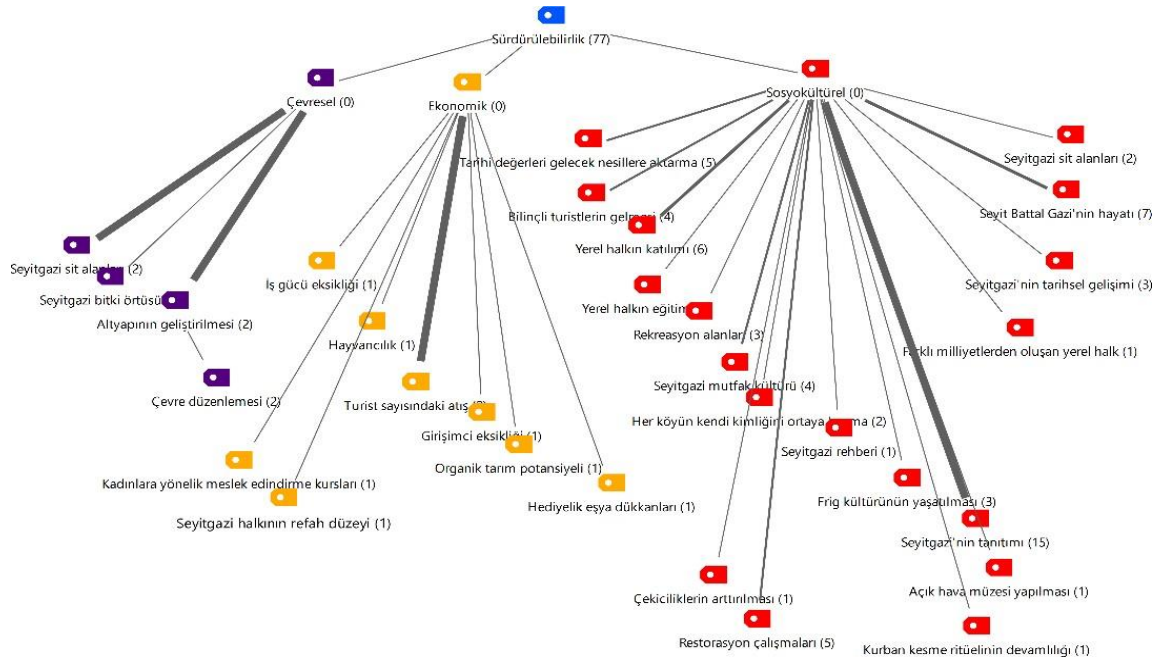 Sürdürülebilirlik (77)
Çevresel (0)
Ekonomik (0)
Sosyokültürel (0)
Seyitgazi sit alanları (2)
Tarihi değerleri gelecek nesillere aktarma (5)
Bilinçli turistlerin gelmesi (4)
Seyit Battal Gazi'nin hayatı (7)
Yerel halkın katılımı (6)
Seyitgazi sit alanları (2)
Seyitgazi bitki örtüsü
İş gücü eksikliği (1)
Seyitgazi'nin tarihsel gelişimi (3)
Yerel halkın eğitimi
Altyapının geliştirilmesi (2)
Rekreasyon alanları (3)
Hayvancılık (1)
Farklı milliyetlerden oluşan yerel halk (1)
Seyitgazi mutfak kültürü (4)
Çevre düzenlemesi (2)
Turist sayısındaki atış
Her köyün kendi kimliğini ortaya (2)
Girişimci eksikliği (1)
Seyitgazi rehberi (1)
Organik tarım potansiyeli (1)
Kadınlara yönelik meslek edindirme kursları (1)
Frig kültürünün yaşatılması (3)
Hediyelik eşya dükkanları (1)
Seyitgazi halkının refah düzeyi (1)
Seyitgazi'nin tanıtımı (15)
Açık hava müzesi yapılması (1)
Çekiciliklerin arttırılması (1)
Restorasyon çalışmaları (5)
Kurban kesme ritüelinin devamlılığı (1)